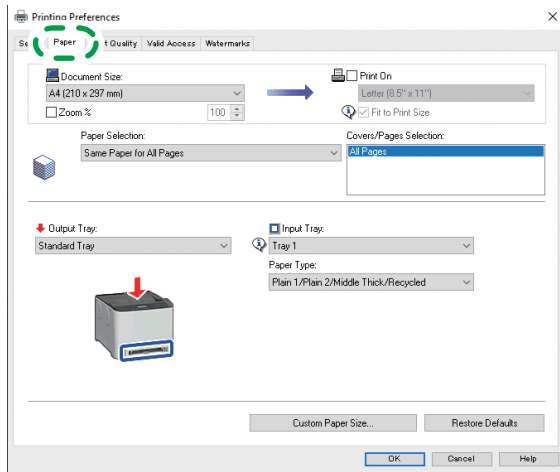 Printing Preferences
Se Paper t Quality Valid Access Watermarks
Document Size:
A4 (210 x 297 mm)
Zoom % 100
Print On
Letter (8.5" x 11")
Fit to Print Size
Paper Selection:
Same Paper for All Pages
Covers/Pages Selection:
All Pages
Output Tray:
Standard Tray
Input Tray:
Tray 1
Paper Type:
Plain 1/Plain 2/Middle Thick/Recycled
Custom Paper Size... Restore Defaults
OK Cancel Help